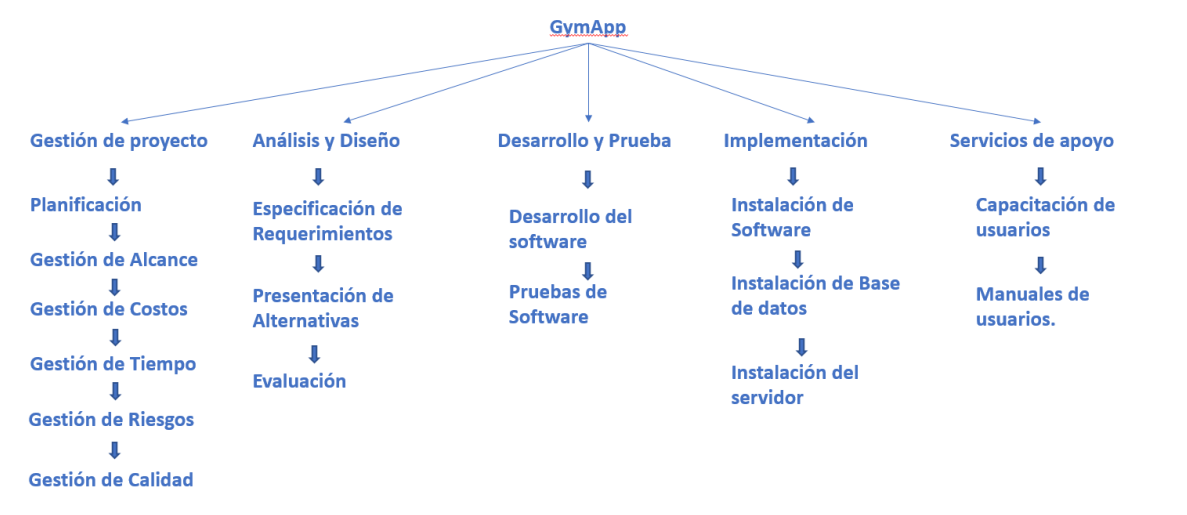 GymApp
Gestión de proyecto
Planificación
Gestión de Alcance
Gestión de Costos
Gestión de Tiempo
Gestión de Riesgos
Gestión de Calidad
Análisis y Diseño
Especificación de
Requerimientos
Presentación de
Alternativas
Evaluación
Desarrollo y Prueba
Desarrollo del
software
Pruebas de
Software
Implementación
Instalación de
Software
Instalación de Base
de datos
Instalación del
servidor
Servicios de apoyo
Capacitación de
usuarios
Manuales de
usuarios.